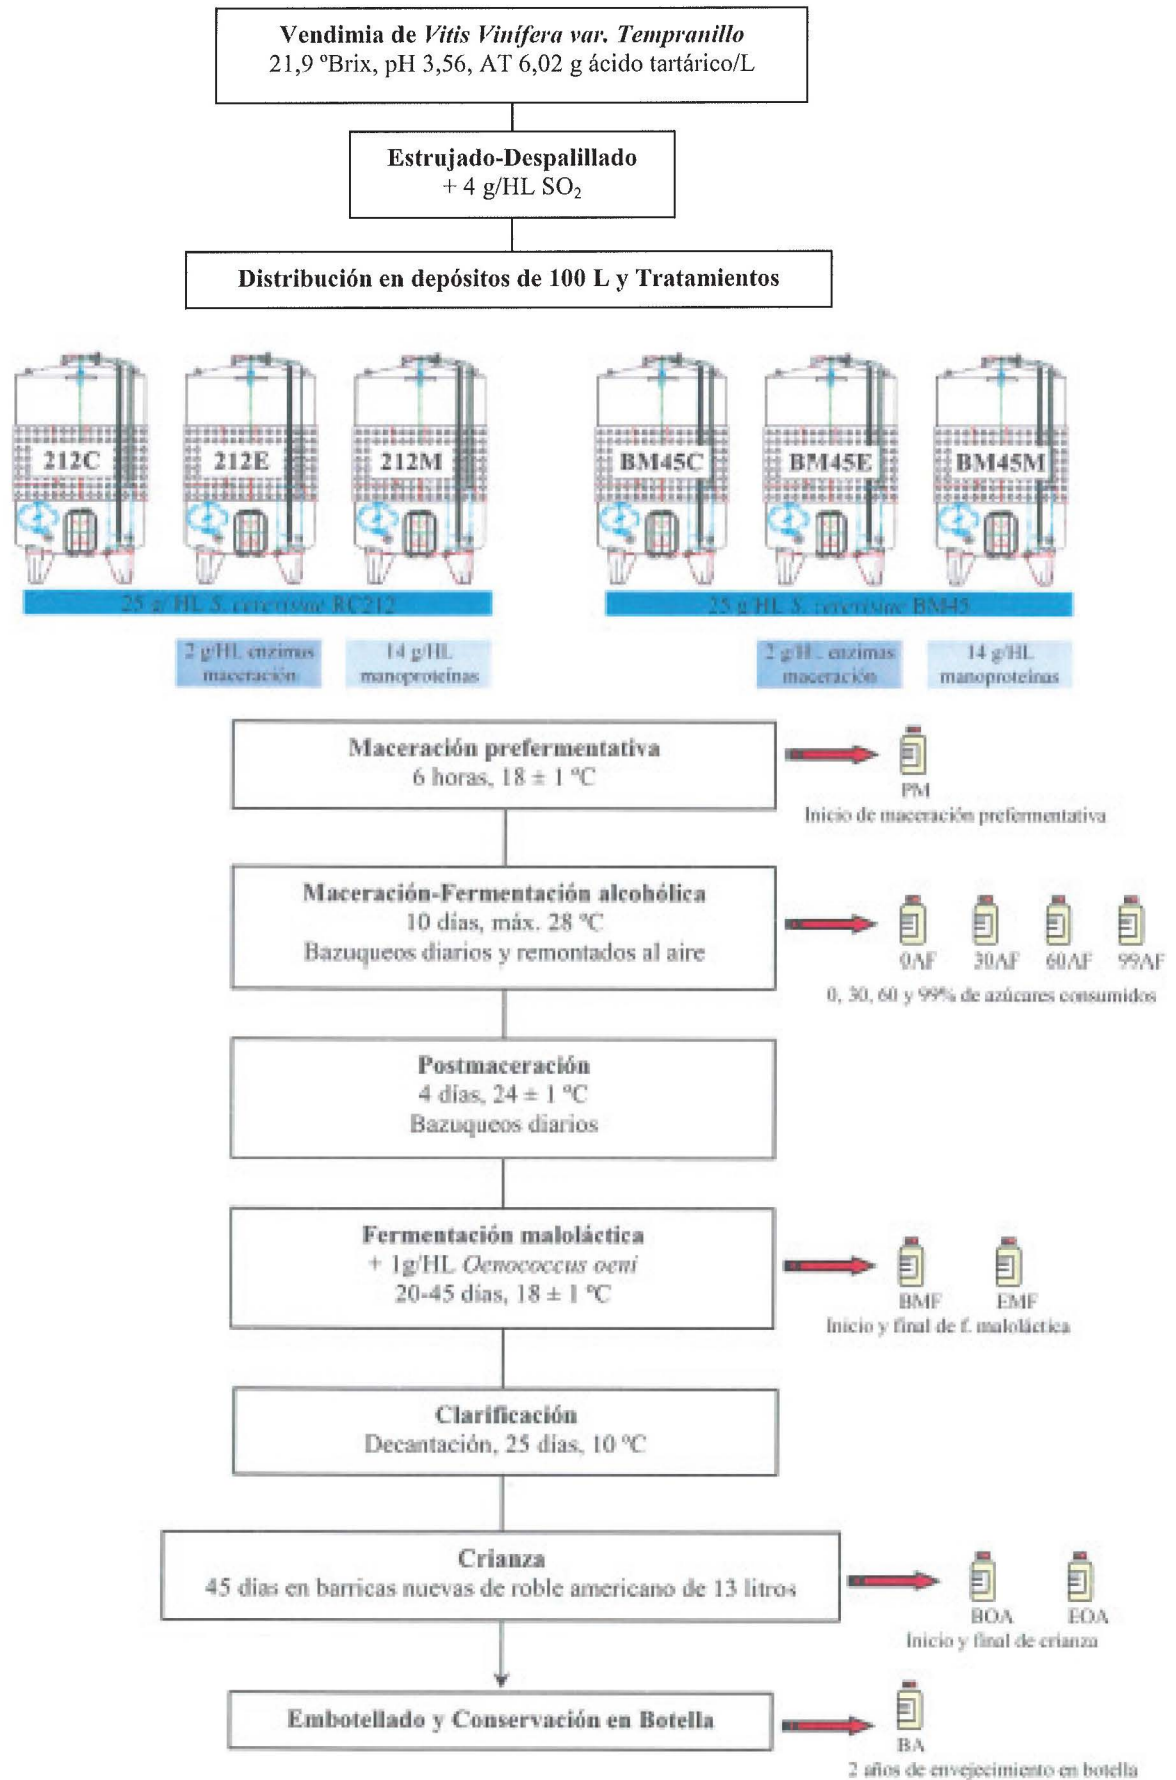 Vendimia de Vitis Vinífera var. Tempranillo
21,9 ºBrix, pH 3,56, AT 6,02 g ácido tartárico/L
Estrujado-Despalillado
+ 4 g/HL SO₂
Distribución en depósitos de 100 L y Tratamientos
212C 212E 212M BM45C BM45E BM45M
25 g/HL S. cerevisiae RC212 25 g/HL S. cerevisiae BM45
2 g/HL enzimas 14 g/HL 2 g/H enzimas 14 g/HL
maceración manoproteínas maceración manoproteínas
Maceración prefermentativa
6 horas, 18 ± 1 ºC
PM
Inicio de maceración prefermentativa
Maceración-Fermentación alcohólica
10 días, máx. 28 ºC
Bazuqueos diarios y remontados al aire
0AF 30AF 60AF 99AF
0, 30, 60 y 99% de azúcares consumidos
Postmaceración
4 días, 24 ± 1 ºC
Bazuqueos diarios
Fermentación maloláctica
+ 1g/HL Oenococcus oeni
20-45 días, 18 ± 1 ºC
BMF EMF
Inicio y final de f. maloláctica
Clarificación
Decantación, 25 días, 10 ºC
Crianza
45 días en barricas nuevas de roble americano de 13 litros
BOA EOA
Inicio y final de crianza
Embotellado y Conservación en Botella
BA
2 años de envejecimiento en botella